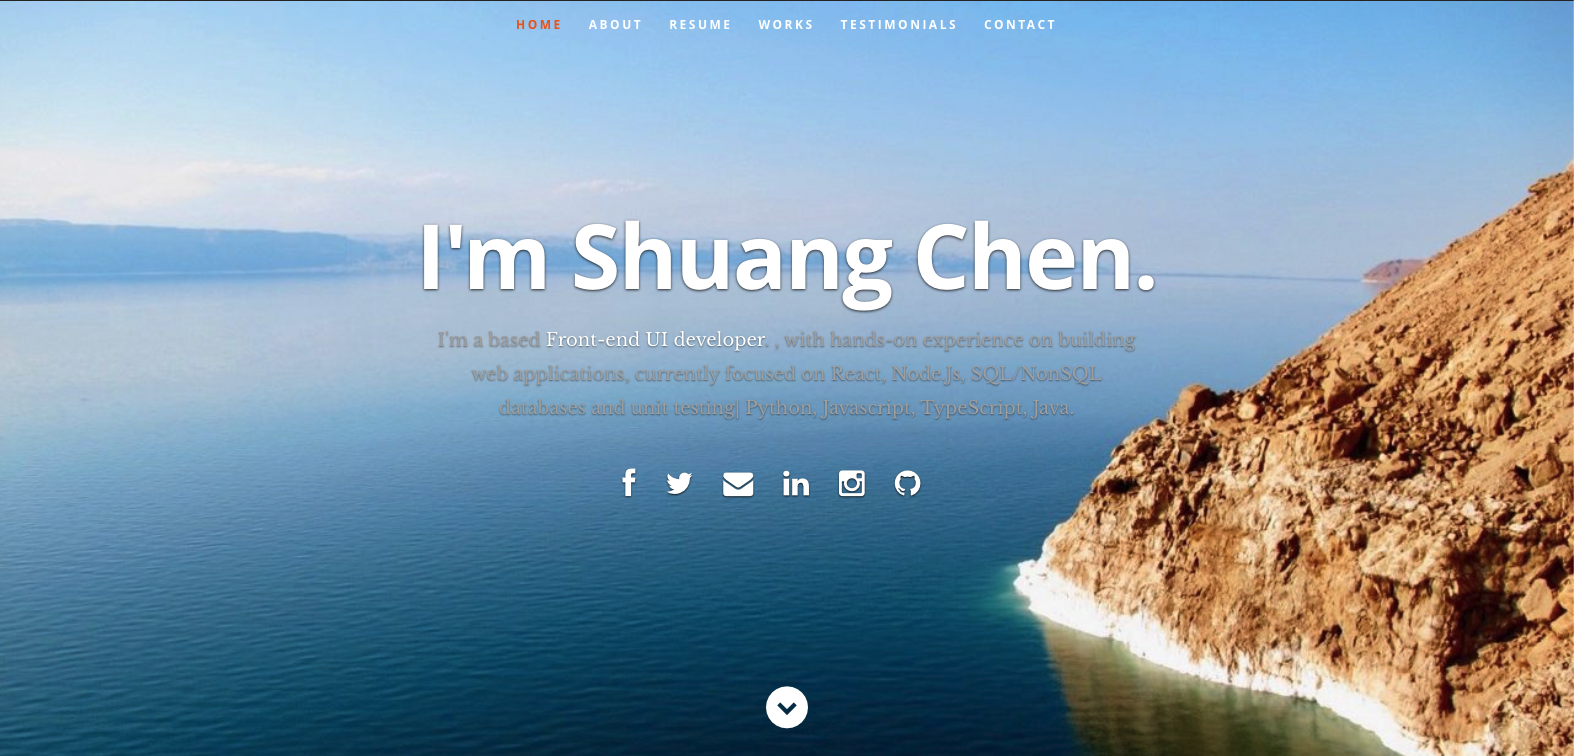 HOME ABOUT RESUME WORKS TESTIMONIALS CONTACT
I'm Shuang Chen.
I'm a based Front-end UI developer. , with hands-on experience on building
web applications, currently focused on React, Node.Js, SQL/NonSQL
databases and unit testing| Python, Javascript, TypeScript, Java.